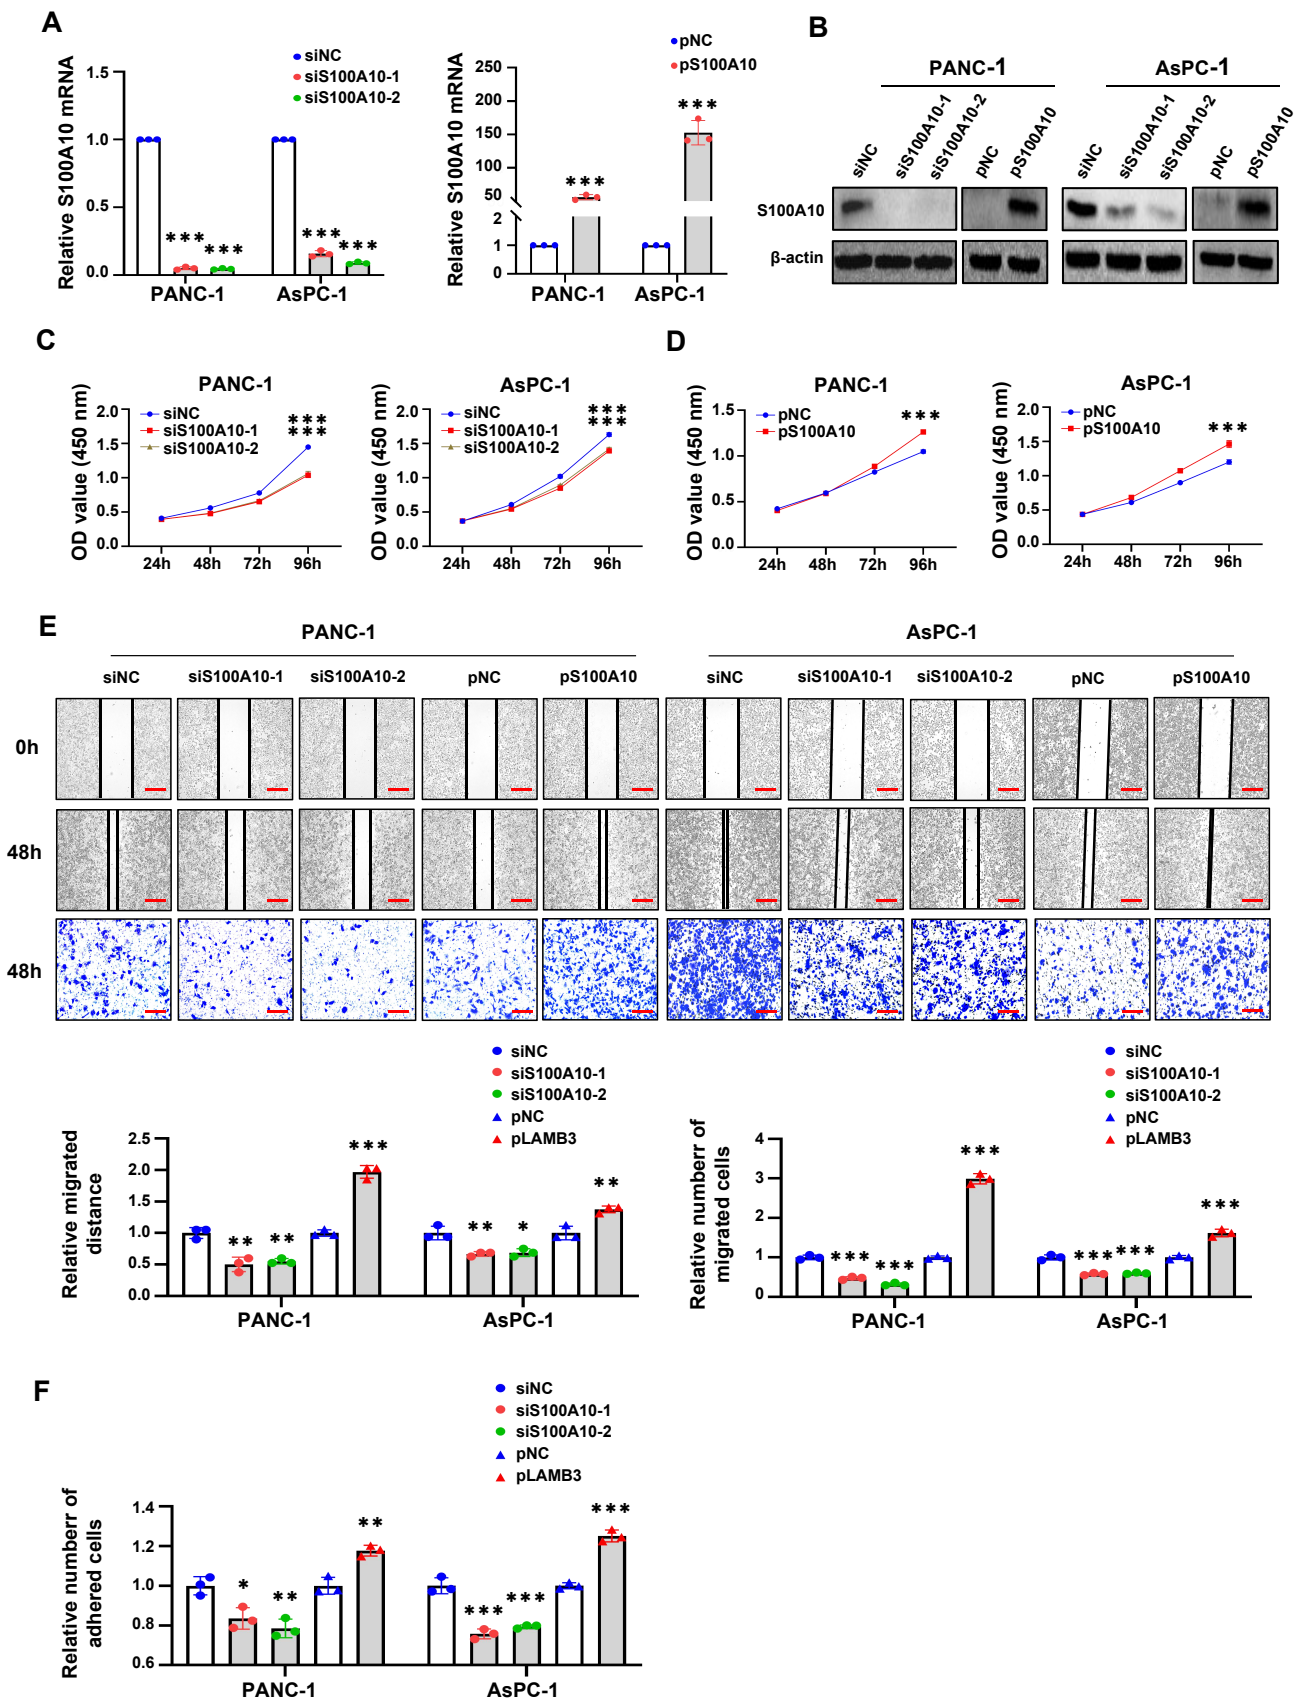 A
siNC
siS100A10-1
siS100A10-2
Relative S100A10 mRNA
1.5
1.0
0.5
0.0
*** *** *** ***
PANC-1 AsPC-1
pNC
pS100A10
Relative S100A10 mRNA
250
200
150
100
50
2
1
0
*** ***
PANC-1 AsPC-1
B
PANC-1 AsPC-1
siNC siS100A10-1 siS100A10-2 pNC pS100A10 siNC siS100A10-1 siS100A10-2 pNC pS100A10
S100A10
β-actin
C
PANC-1
OD value (450 nm)
2.0
1.5
1.0
0.5
0.0
siNC
siS100A10-1
siS100A10-2
***
***
24h 48h 72h 96h
AsPC-1
OD value (450 nm)
2.0
1.5
1.0
0.5
0.0
siNC
siS100A10-1
siS100A10-2
***
***
24h 48h 72h 96h
D
PANC-1
OD value (450 nm)
1.5
1.0
0.5
0.0
pNC
pS100A10
***
24h 48h 72h 96h
AsPC-1
OD value (450 nm)
2.0
1.5
1.0
0.5
0.0
pNC
pS100A10
***
24h 48h 72h 96h
E
PANC-1 AsPC-1
siNC siS100A10-1 siS100A10-2 pNC pS100A10 siNC siS100A10-1 siS100A10-2 pNC pS100A10
0h
48h
48h
siNC
siS100A10-1
siS100A10-2
pNC
pLAMB3
Relative migrated
distance
2.5
2.0
1.5
1.0
0.5
0.0
** ** *** ** * **
PANC-1 AsPC-1
siNC
siS100A10-1
siS100A10-2
pNC
pLAMB3
Relative numberr of
migrated cells
4
3
2
1
0
*** *** *** *** *** ***
PANC-1 AsPC-1
F
siNC
siS100A10-1
siS100A10-2
pNC
pLAMB3
Relative numberr of
adhered cells
1.4
1.2
1.0
0.8
0.6
* ** ** *** *** ***
PANC-1 AsPC-1